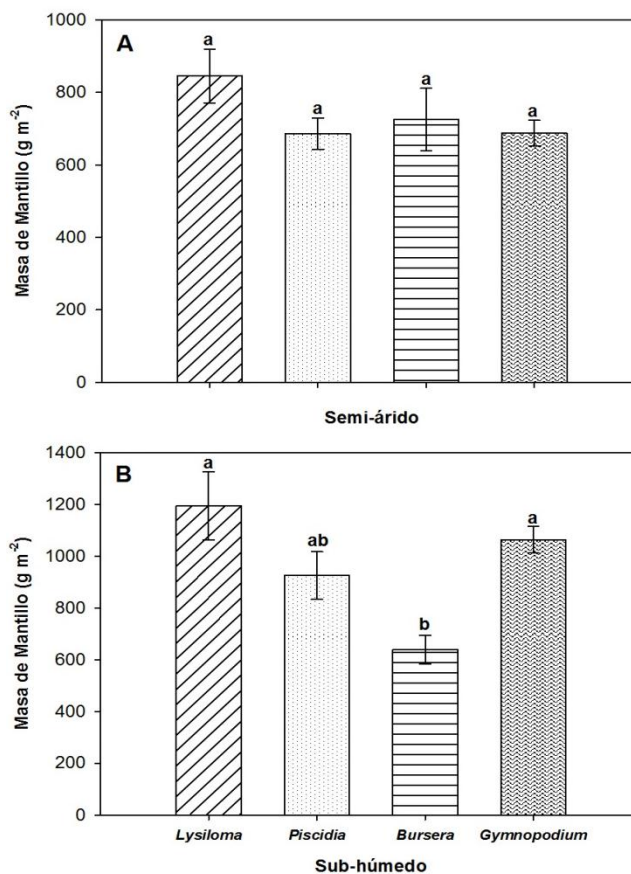 A
Masa de Mantillo (g m-2)
1000
800
600
400
200
0
a
a
a
a
Semi-árido
B
Masa de Mantillo (g m-2)
1400
1200
1000
800
600
400
200
0
a
ab
b
a
Lysiloma Piscidia Bursera Gymnopodium
Sub-húmedo